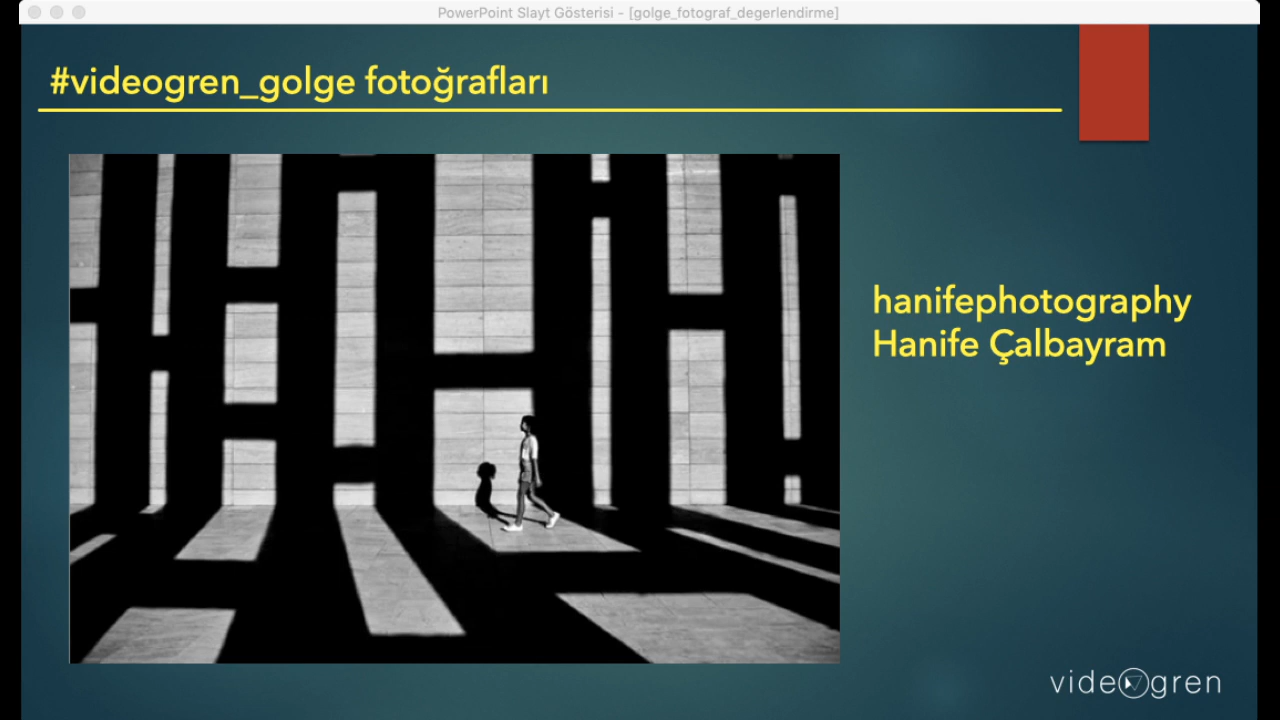 PowerPoint Slayt Gösterisi - [golge_fotograf_degerlendirme]
#videogren_golge fotoğrafları
hanifephotography
Hanife Çalbayram
videogren